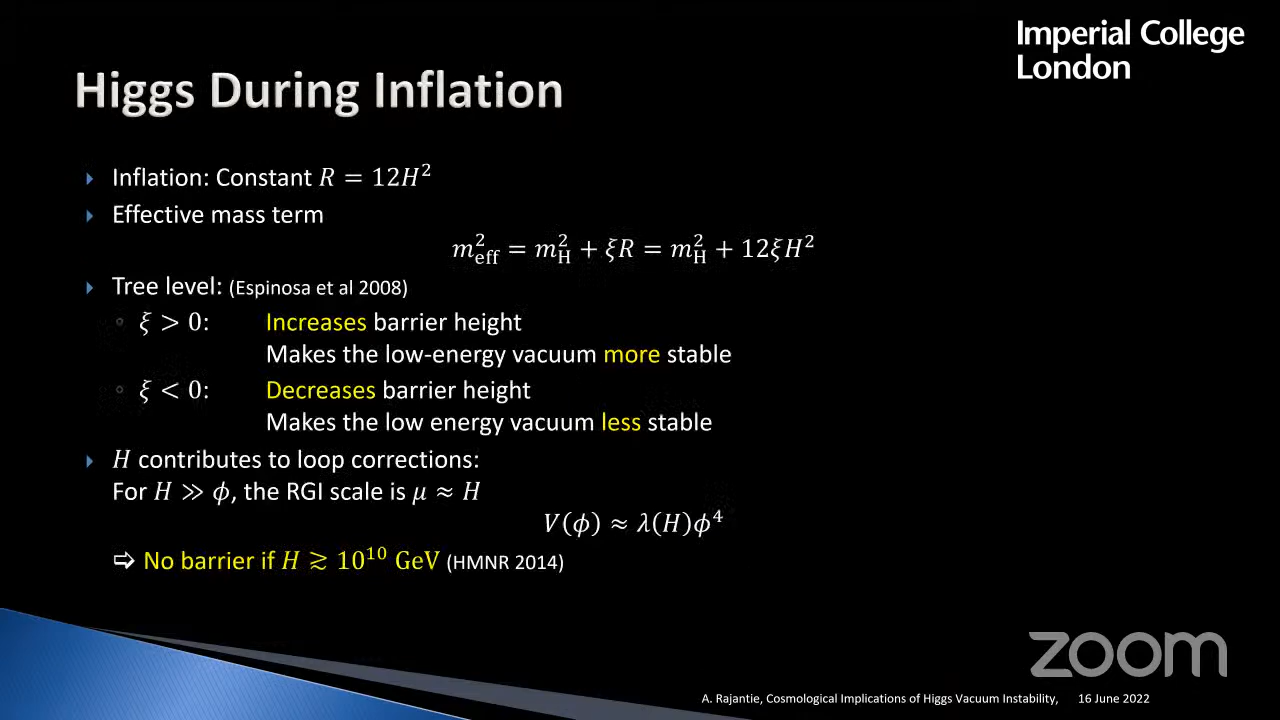 Imperial College
London
Higgs During Inflation
Inflation: Constant R = 12H²
Effective mass term
m²_eff = m²_H + ξR = m²_H + 12ξH²
Tree level: (Espinosa et al 2008)
ξ > 0: Increases barrier height
Makes the low-energy vacuum more stable
ξ < 0: Decreases barrier height
Makes the low energy vacuum less stable
H contributes to loop corrections:
For H ≫ ϕ, the RGI scale is μ ≈ H
V(ϕ) ≈ λ(H)ϕ⁴
⇨ No barrier if H ≳ 10¹⁰ GeV (HMNR 2014)
zoom
A. Rajantie, Cosmological Implications of Higgs Vacuum Instability, 16 June 2022